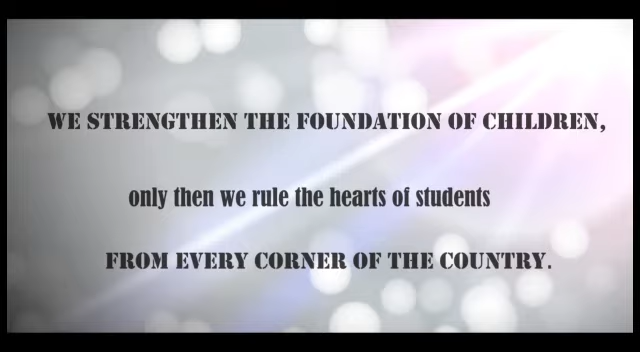 WE STRENGTHEN THE FOUNDATION OF CHILDREN,
only then we rule the hearts of students
FROM EVERY CORNER OF THE COUNTRY.